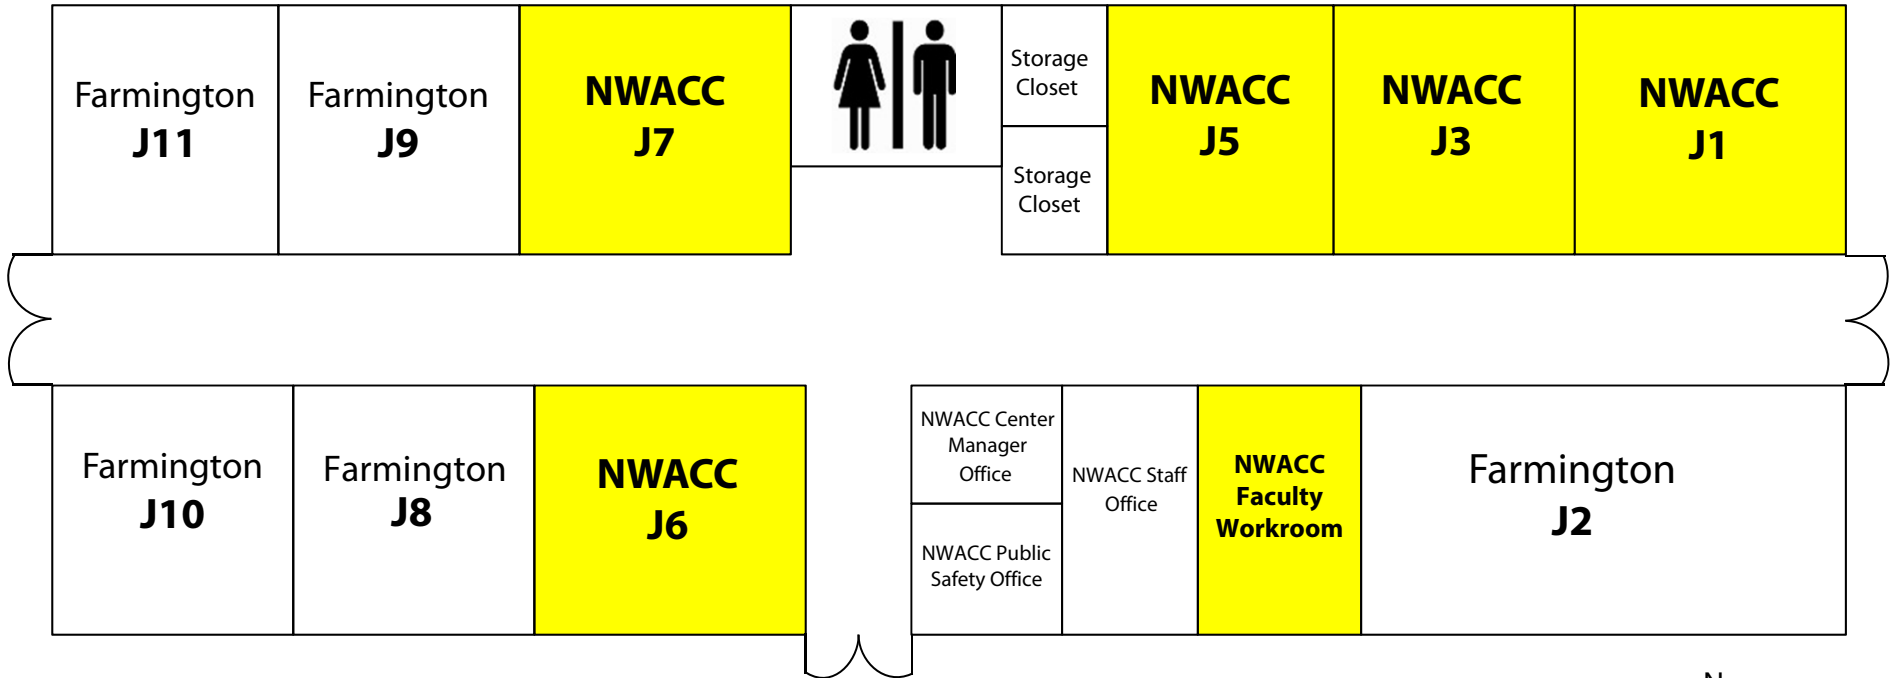 Farmington
J11
Farmington
J9
NWACC
J7
Storage
Closet
Storage
Closet
NWACC
J5
NWACC
J3
NWACC
J1
Farmington
J10
Farmington
J8
NWACC
J6
NWACC Center
Manager
Office
NWACC Public
Safety Office
NWACC Staff
Office
NWACC
Faculty
Workroom
Farmington
J2
N